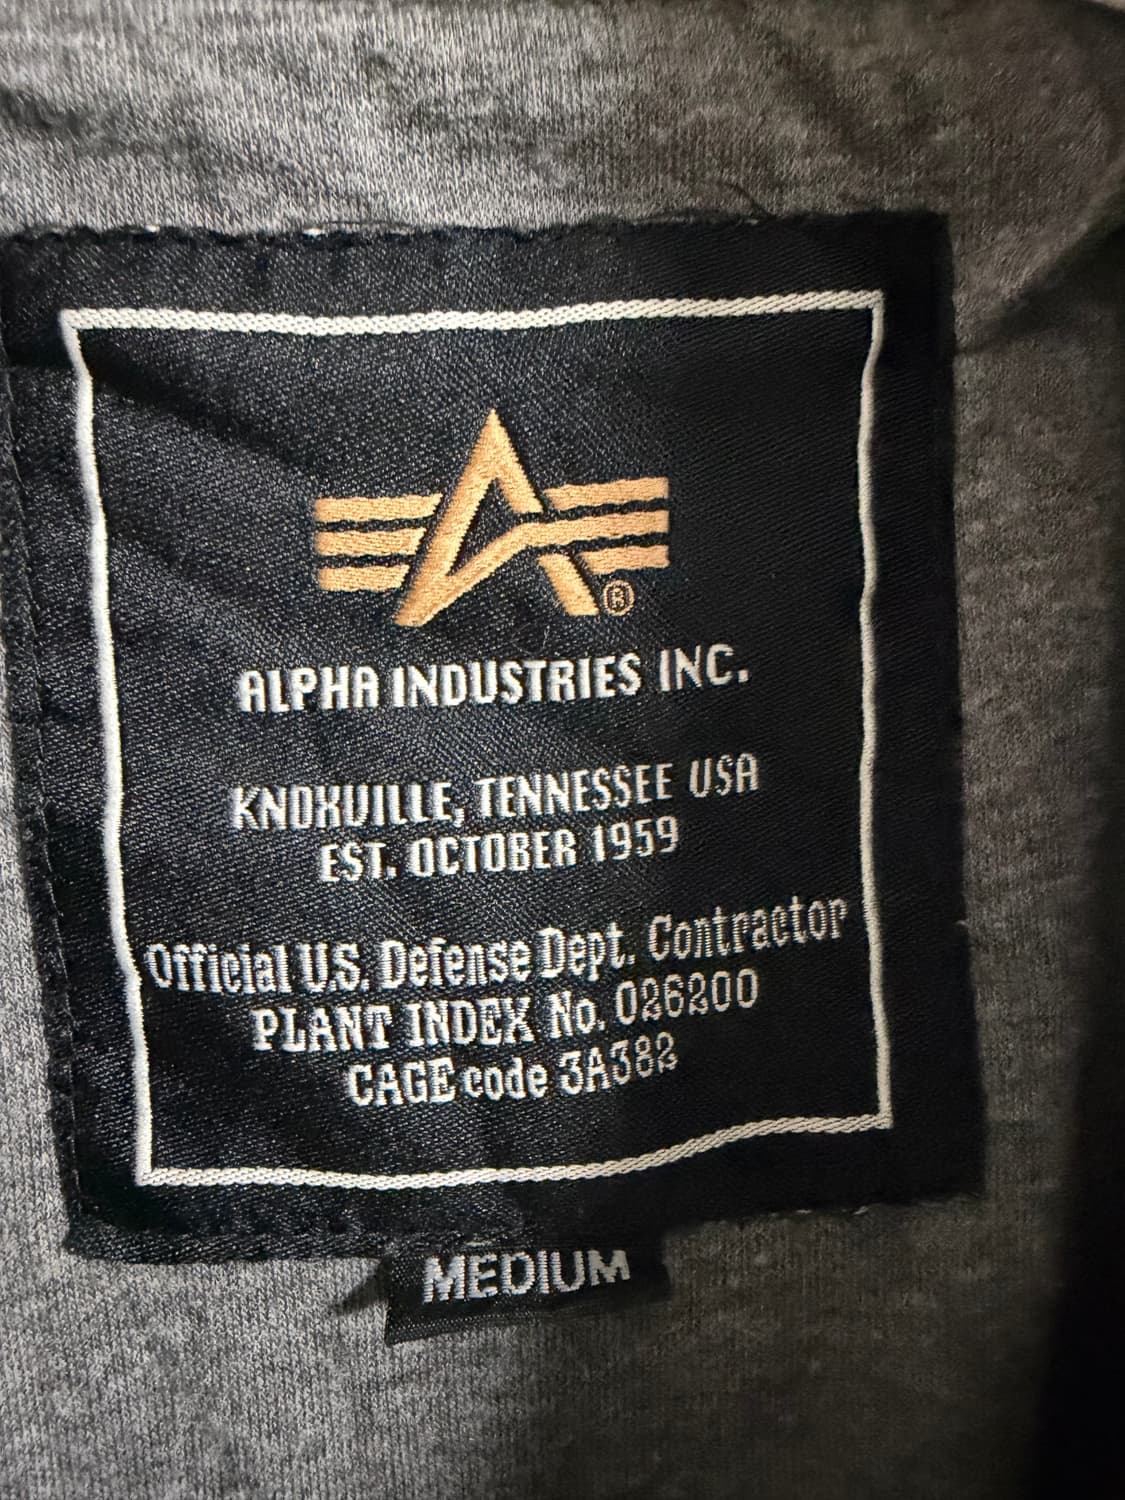 ®
ALPHA INDUSTRIES INC.
KNOXVILLE, TENNESSEE USA
EST. OCTOBER 1959
Official U.S. Defense Dept. Contractor
PLANT INDEX No. 026200
CAGE code 3A382
MEDIUM